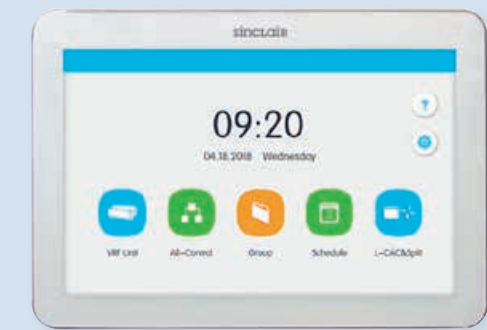 sinclair
?
09:20
04.18.2018 Wednesday
VRF Unit
All-Control
Group
Schedule
L-CAC&Split